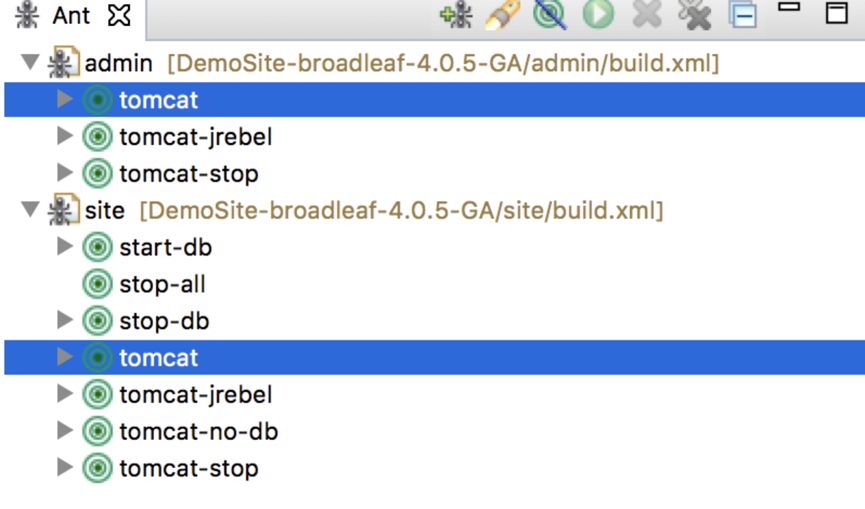 Ant
admin [DemoSite-broadleaf-4.0.5-GA/admin/build.xml]
tomcat
tomcat-jrebel
tomcat-stop
site [DemoSite-broadleaf-4.0.5-GA/site/build.xml]
start-db
stop-all
stop-db
tomcat
tomcat-jrebel
tomcat-no-db
tomcat-stop